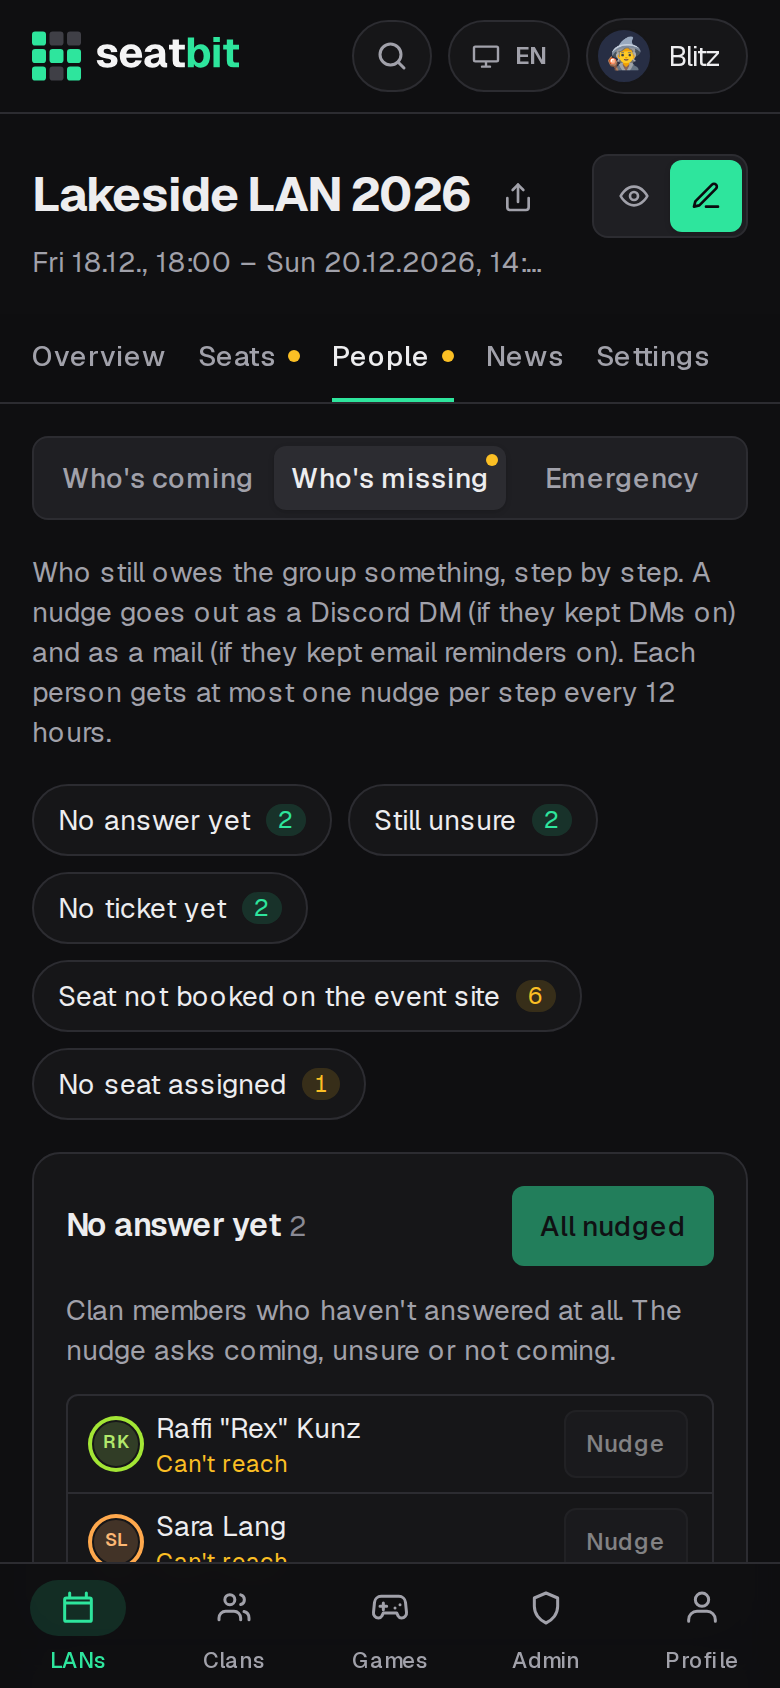 seatbit
EN
Blitz
Lakeside LAN 2026
Fri 18.12., 18:00 – Sun 20.12.2026, 14:...
Overview Seats People News Settings
Who's coming Who's missing Emergency
Who still owes the group something, step by step. A
nudge goes out as a Discord DM (if they kept DMs on)
and as a mail (if they kept email reminders on). Each
person gets at most one nudge per step every 12
hours.
No answer yet 2 Still unsure 2
No ticket yet 2
Seat not booked on the event site 6
No seat assigned 1
No answer yet 2 All nudged
Clan members who haven't answered at all. The
nudge asks coming, unsure or not coming.
RK Raffi "Rex" Kunz Nudge
Can't reach
SL Sara Lang Nudge
Can't reach
LANs Clans Games Admin Profile